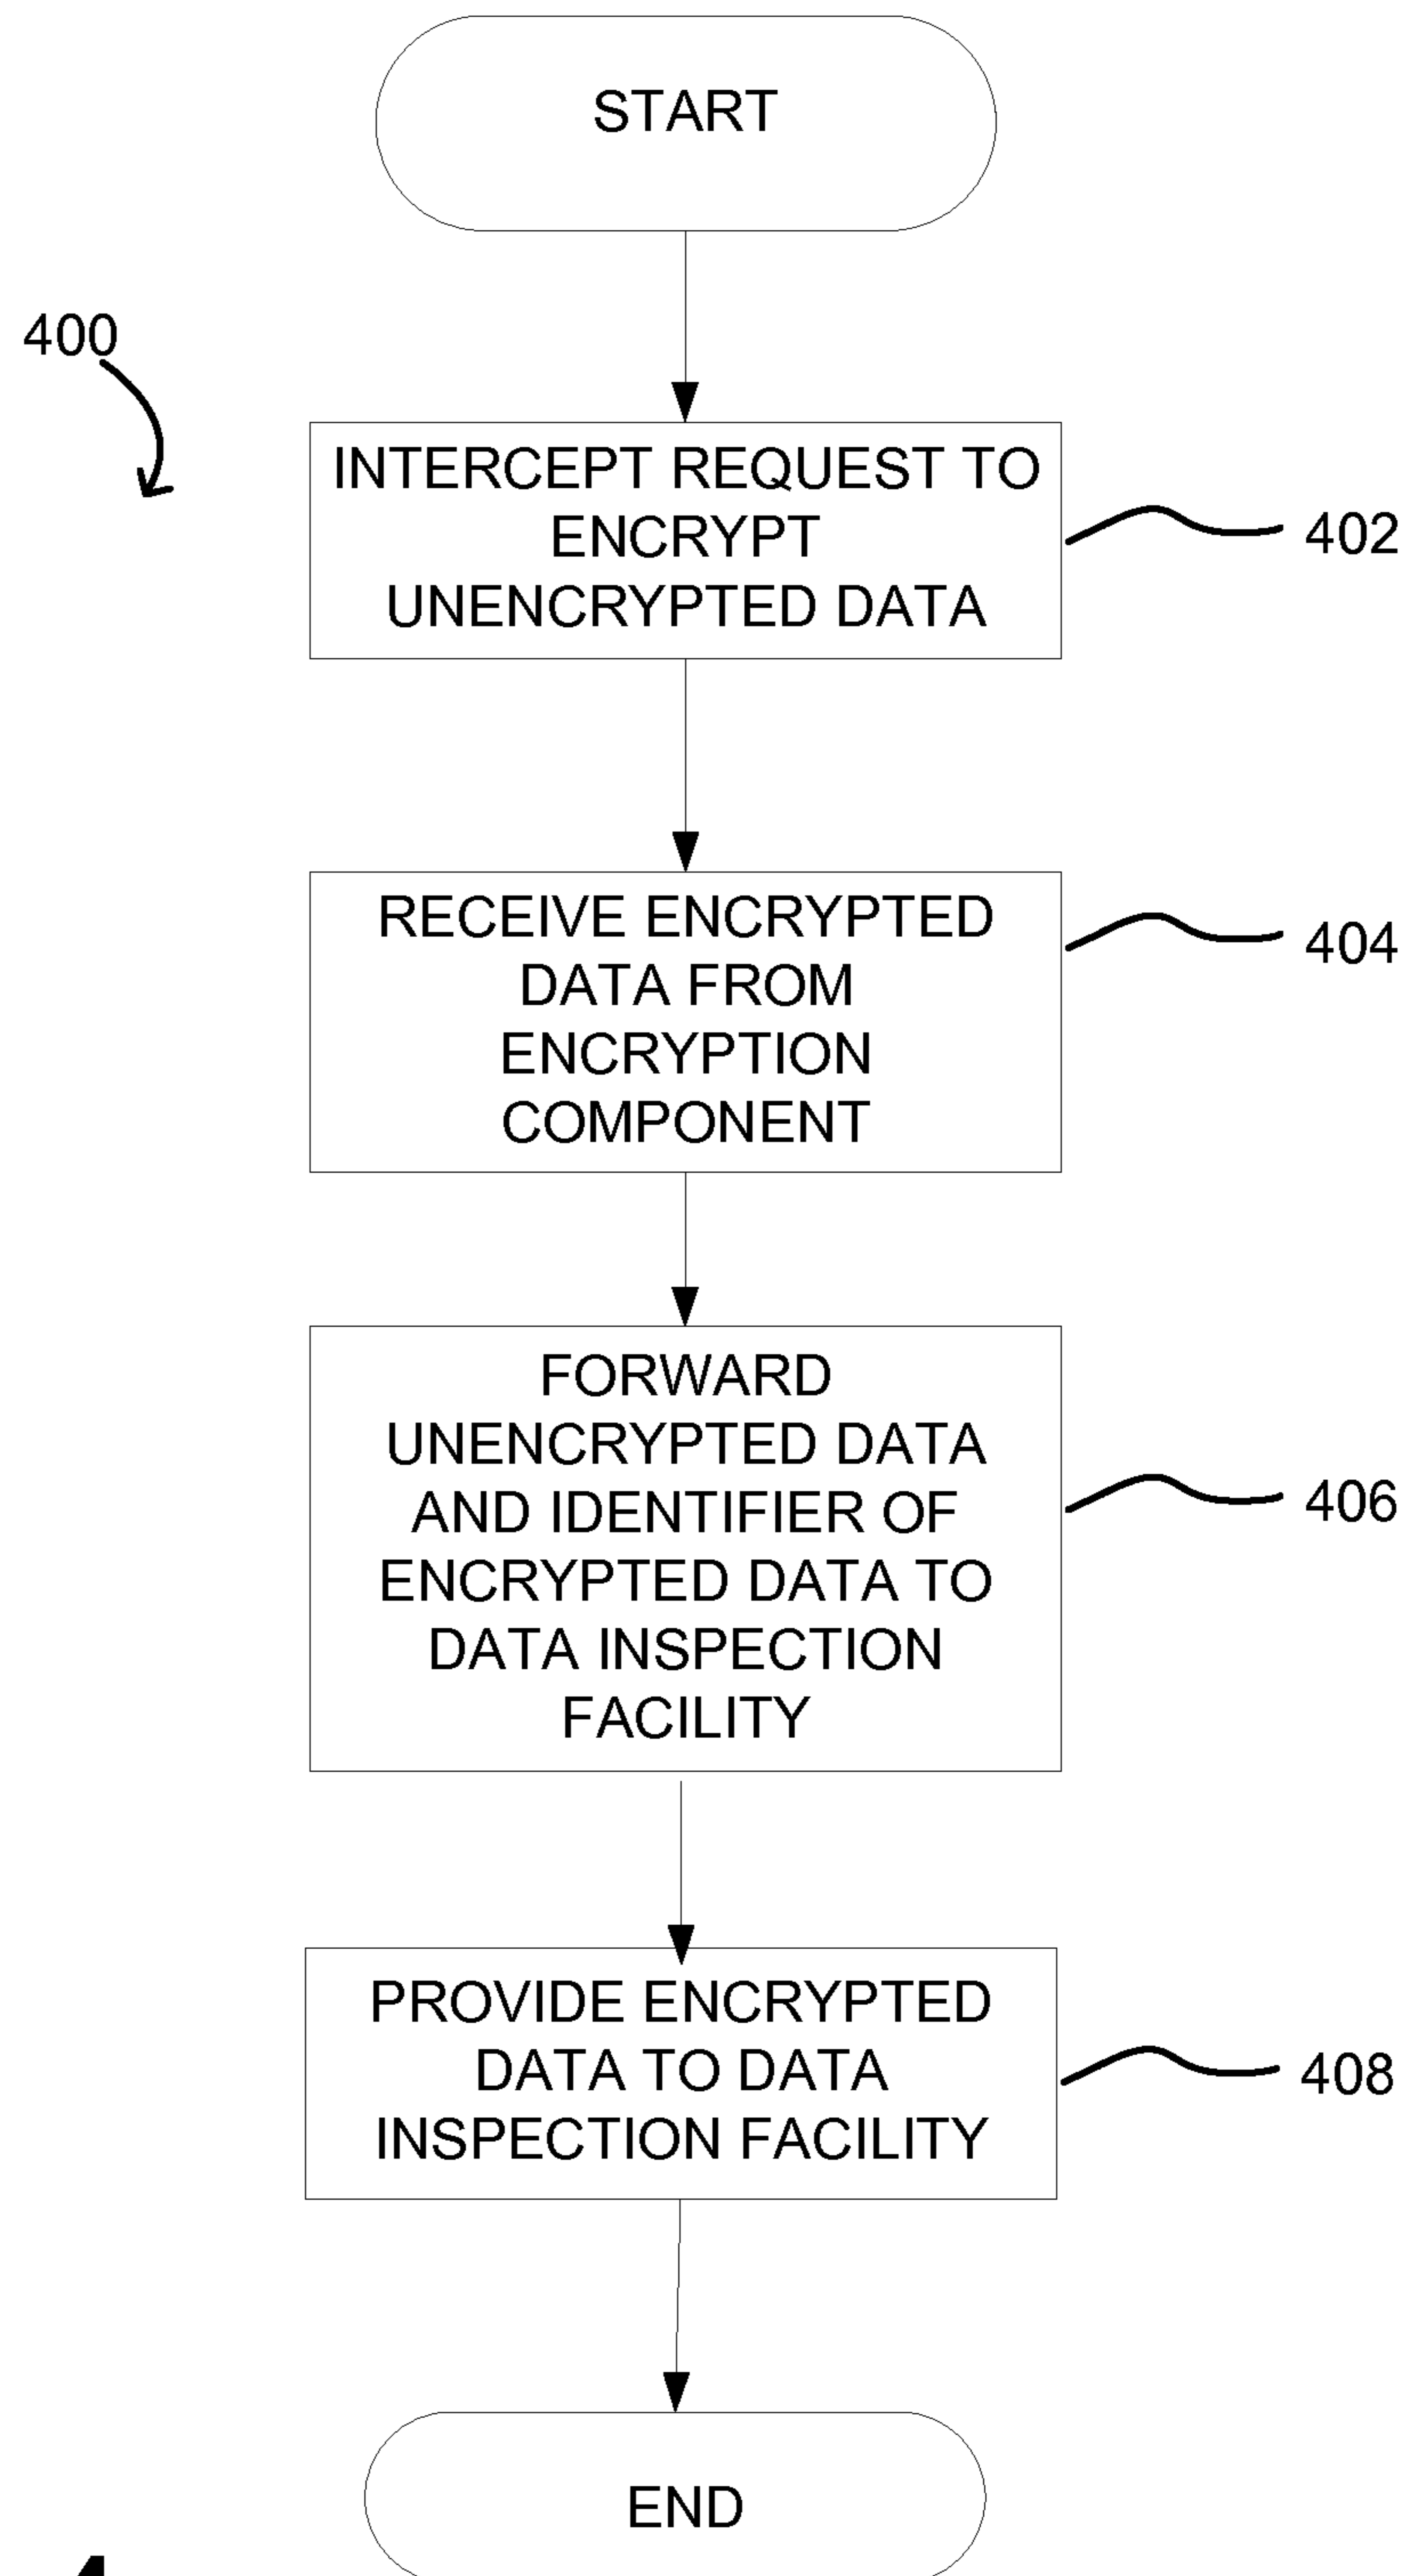 START
400
INTERCEPT REQUEST TO
ENCRYPT
UNENCRYPTED DATA
402
RECEIVE ENCRYPTED
DATA FROM
ENCRYPTION
COMPONENT
404
FORWARD
UNENCRYPTED DATA
AND IDENTIFIER OF
ENCRYPTED DATA TO
DATA INSPECTION
FACILITY
406
PROVIDE ENCRYPTED
DATA TO DATA
INSPECTION FACILITY
408
END